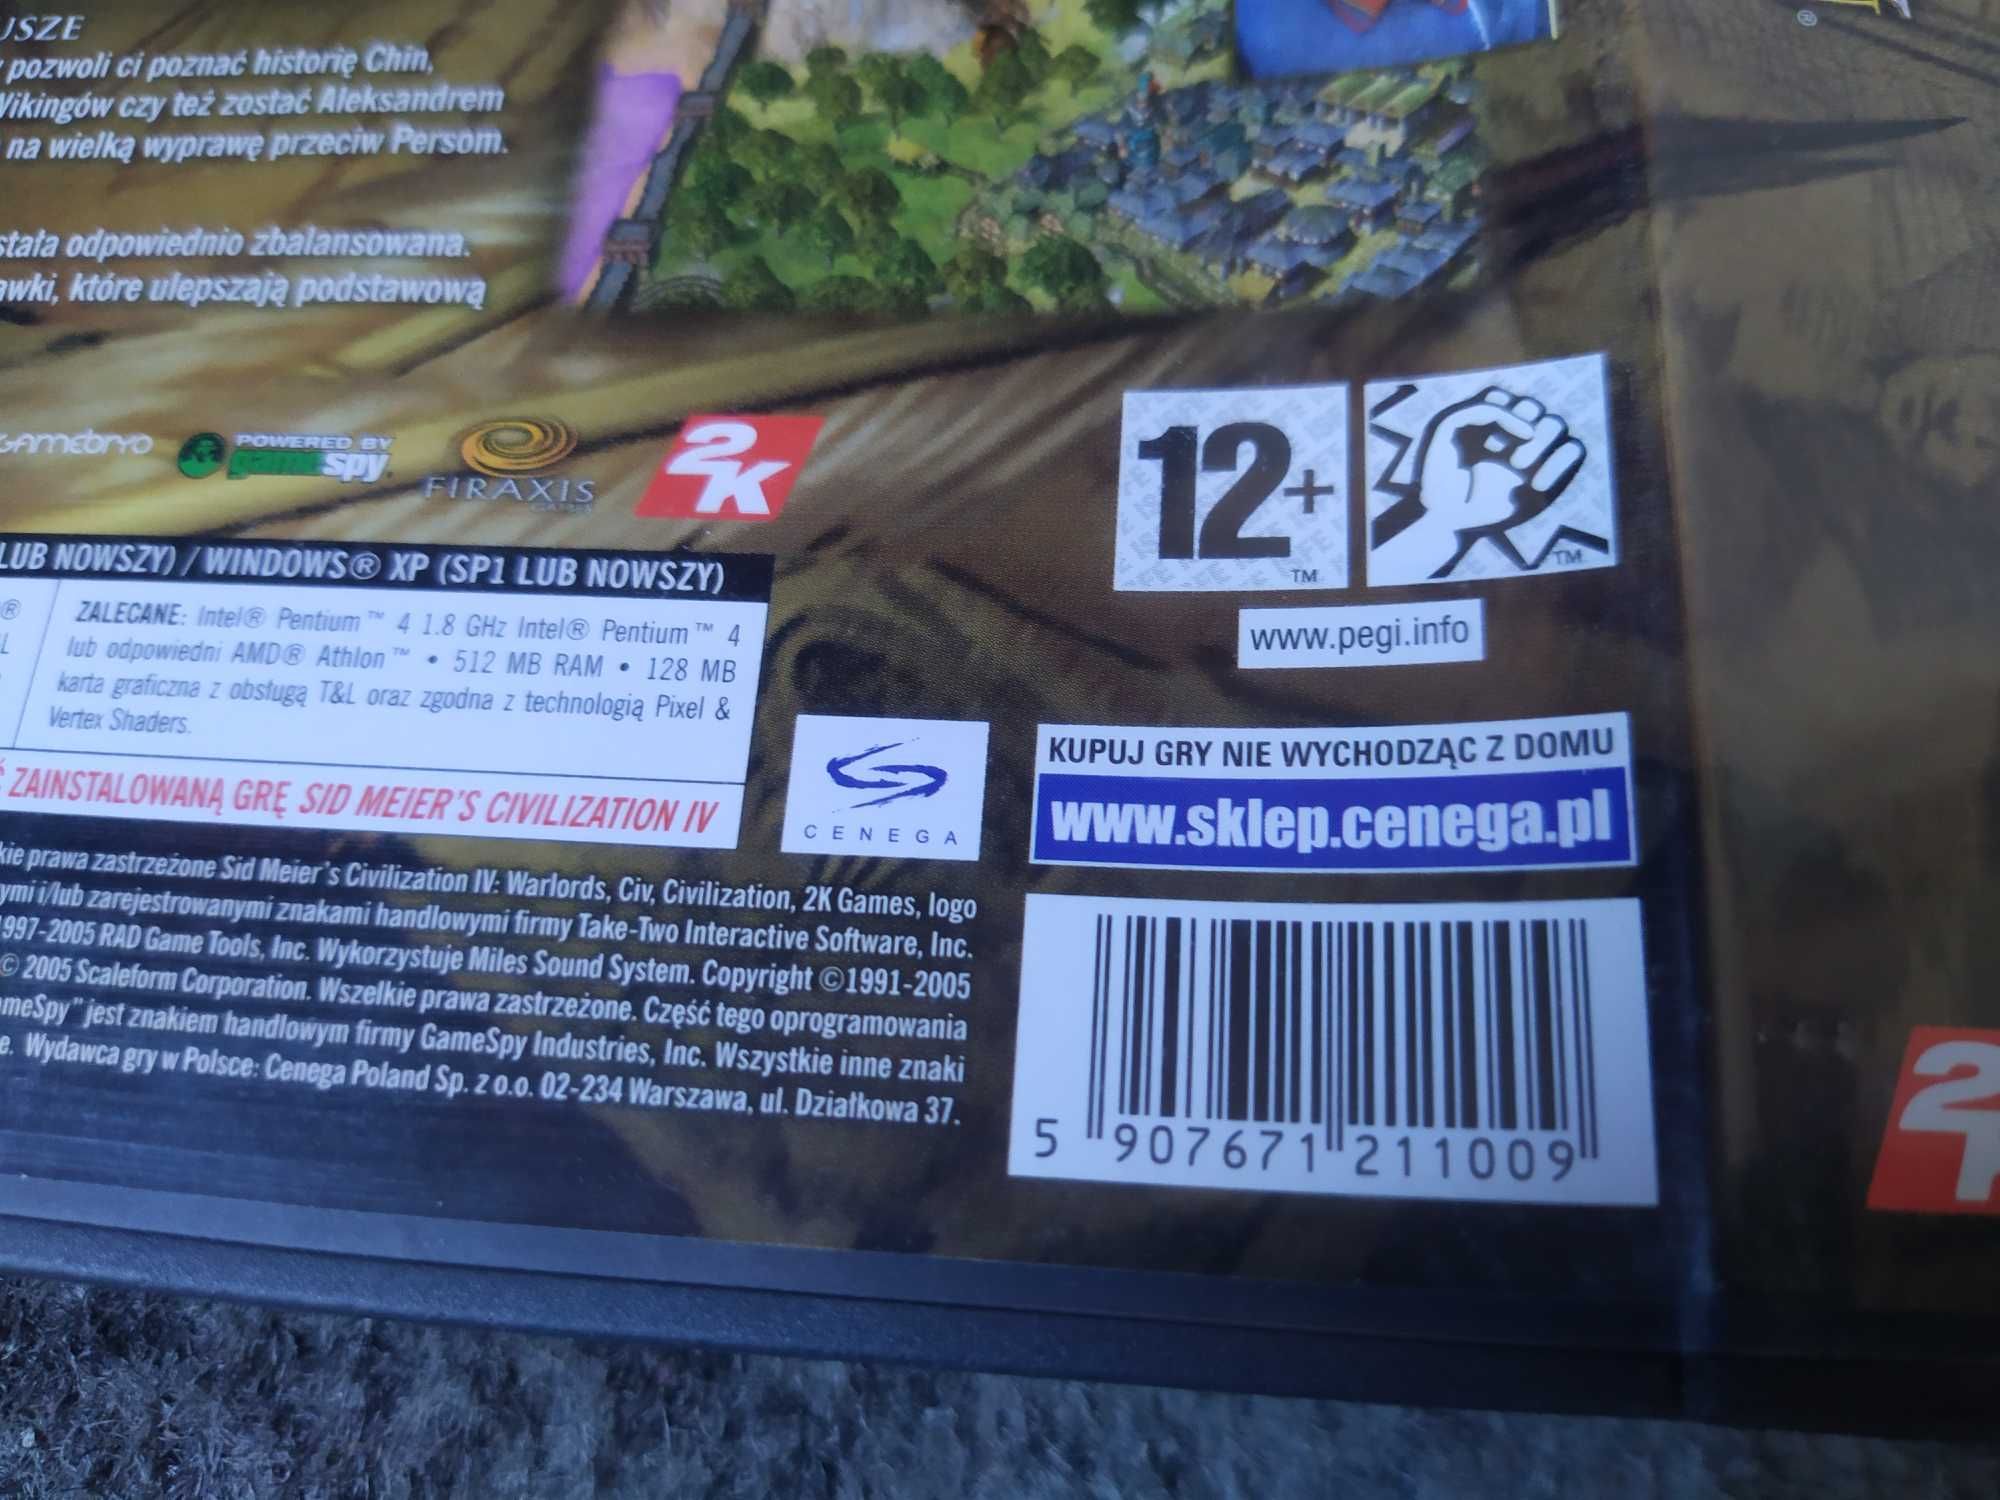 USZE
pozwoli ci poznać historię Chin,
Wikingów czy też zostać Aleksandrem
na wielką wyprawę przeciw Persom.
stała odpowiednio zbalansowana.
awki, które ulepszają podstawową
®
GAMEBRYO
POWERED BY
gamespy
FIRAXIS
GAMES
2K
12+
TM
TM
www.pegi.info
LUB NOWSZY) / WINDOWS® XP (SP1 LUB NOWSZY)
®
ZALECANE: Intel® Pentium™ 4 1.8 GHz Intel® Pentium™ 4
lub odpowiedni AMD® Athlon™ • 512 MB RAM • 128 MB
karta graficzna z obsługą T&L oraz zgodna z technologią Pixel &
Vertex Shaders.
Ć ZAINSTALOWANĄ GRĘ SID MEIER'S CIVILIZATION IV
CENEGA
KUPUJ GRY NIE WYCHODZĄC Z DOMU
www.sklep.cenega.pl
kie prawa zastrzeżone Sid Meier's Civilization IV: Warlords, Civ, Civilization, 2K Games, logo
ymi i/lub zarejestrowanymi znakami handlowymi firmy Take-Two Interactive Software, Inc.
1997-2005 RAD Game Tools, Inc. Wykorzystuje Miles Sound System. Copyright ©1991-2005
© 2005 Scaleform Corporation. Wszelkie prawa zastrzeżone. Część tego oprogramowania
meSpy" jest znakiem handlowym firmy GameSpy Industries, Inc. Wszystkie inne znaki
e. Wydawca gry w Polsce: Cenega Poland Sp. z o.o. 02-234 Warszawa, ul. Działkowa 37.
5 907671 211009
2K